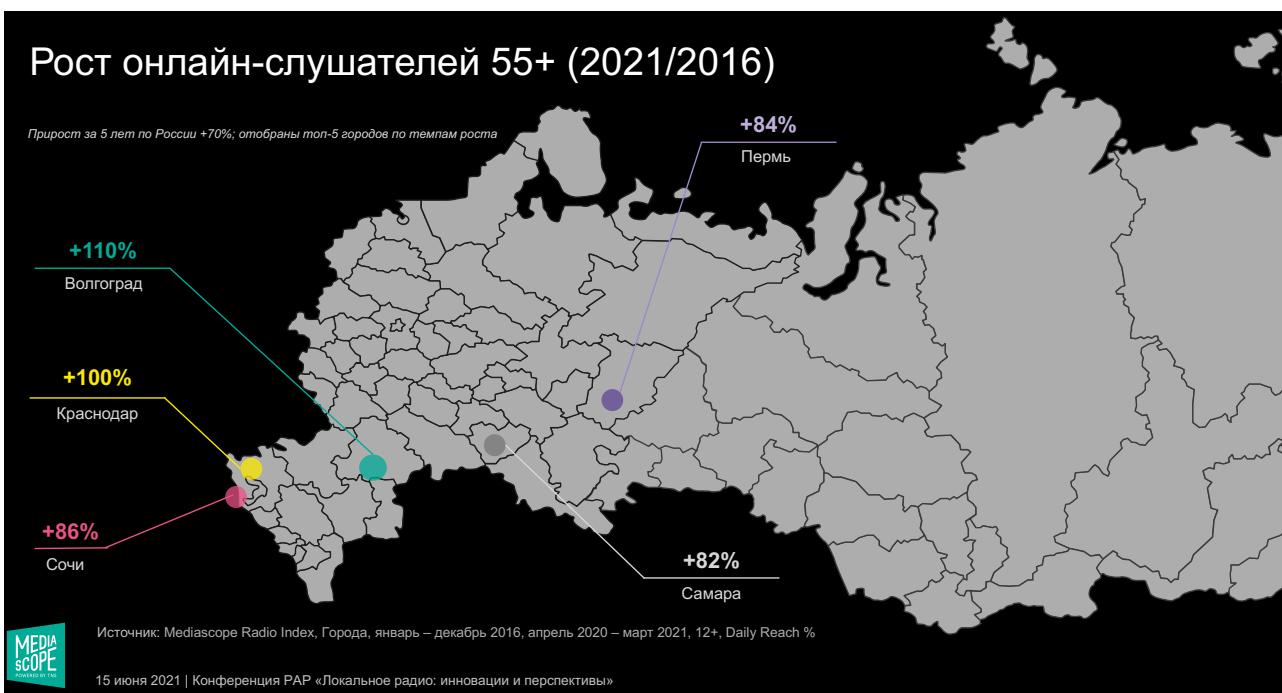 Рост онлайн-слушателей 55+ (2021/2016)
Прирост за 5 лет по России +70%; отобраны топ-5 городов по темпам роста
+84%
Пермь
+110%
Волгоград
+100%
Краснодар
+86%
Сочи
+82%
Самара
Источник: Mediascope Radio Index, Города, январь – декабрь 2016, апрель 2020 – март 2021, 12+, Daily Reach %
MEDIA
SCOPE
POWERED BY TNS
15 июня 2021 | Конференция РАР «Локальное радио: инновации и перспективы»